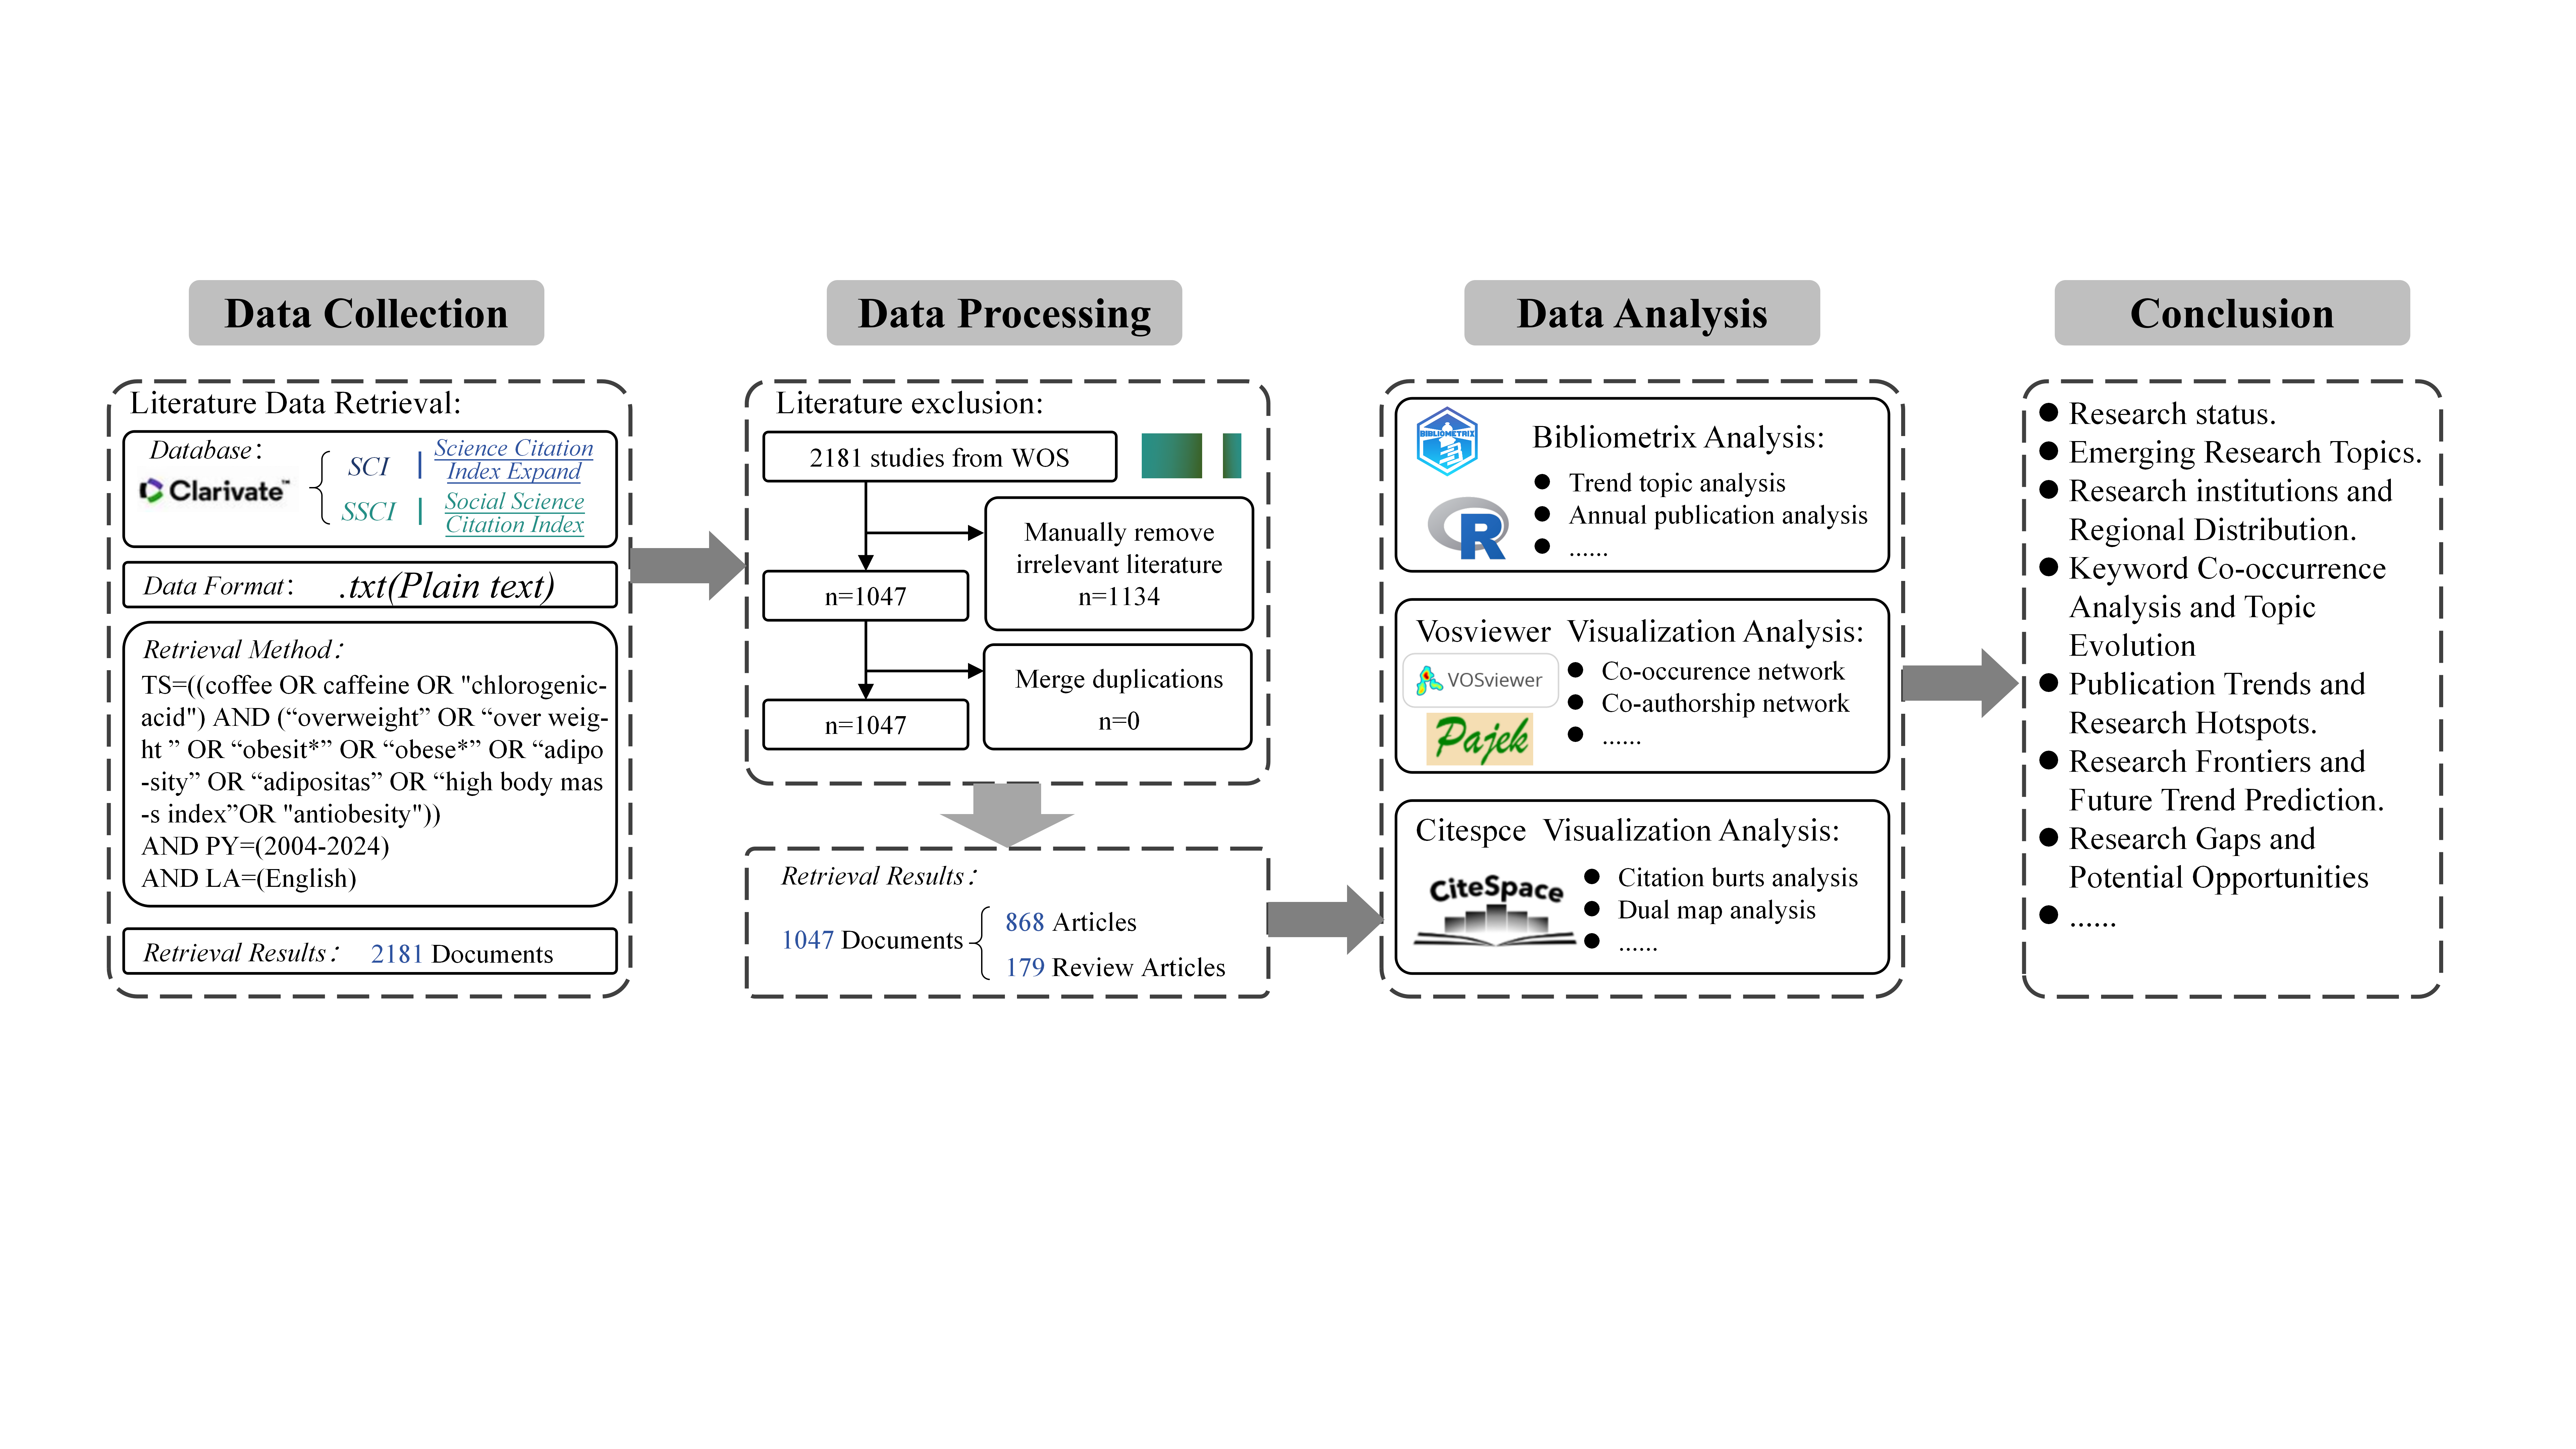 Data Collection
Literature Data Retrieval:
Database:
Clarivate™
SCI | Science Citation
Index Expand
SSCI | Social Science
Citation Index
Data Format: .txt(Plain text)
Retrieval Method:
TS=((coffee OR caffeine OR "chlorogenic-
acid") AND (“overweight” OR “over weig-
ht ” OR “obesit*” OR “obese*” OR “adipo
-sity” OR “adipositas” OR “high body mas
-s index”OR "antiobesity"))
AND PY=(2004-2024)
AND LA=(English)
Retrieval Results: 2181 Documents
Data Processing
Literature exclusion:
2181 studies from WOS
Manually remove
irrelevant literature
n=1134
n=1047
Merge duplications
n=0
n=1047
Retrieval Results:
1047 Documents
868 Articles
179 Review Articles
Data Analysis
BIBLIOMETRIX
R
Bibliometrix Analysis:
● Trend topic analysis
● Annual publication analysis
● ......
Vosviewer Visualization Analysis:
VOSviewer
Pajek
● Co-occurence network
● Co-authorship network
● ......
Citespce Visualization Analysis:
CiteSpace
● Citation burts analysis
● Dual map analysis
● ......
Conclusion
● Research status.
● Emerging Research Topics.
● Research institutions and
Regional Distribution.
● Keyword Co-occurrence
Analysis and Topic
Evolution
● Publication Trends and
Research Hotspots.
● Research Frontiers and
Future Trend Prediction.
● Research Gaps and
Potential Opportunities
● ......